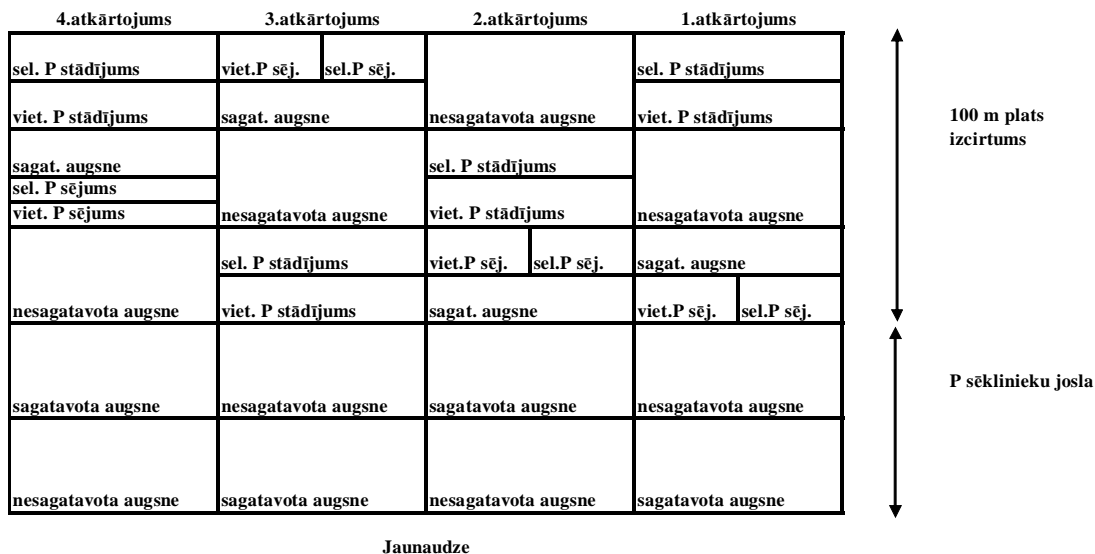 4.atkārtojums 3.atkārtojums 2.atkārtojums 1.atkārtojums
sel. P stādījums viet.P sēj. sel.P sēj. sel. P stādījums
viet. P stādījums sagat. augsne nesagatavota augsne viet. P stādījums
100 m plats
izcirtums
sagat. augsne sel. P stādījums
sel. P sējums
viet. P sējums nesagatavota augsne viet. P stādījums nesagatavota augsne
sel. P stādījums viet.P sēj. sel.P sēj. sagat. augsne
nesagatavota augsne viet. P stādījums sagat. augsne viet.P sēj. sel.P sēj.
P sēklinieku josla
sagatavota augsne nesagatavota augsne sagatavota augsne nesagatavota augsne
nesagatavota augsne sagatavota augsne nesagatavota augsne sagatavota augsne
Jaunaudze